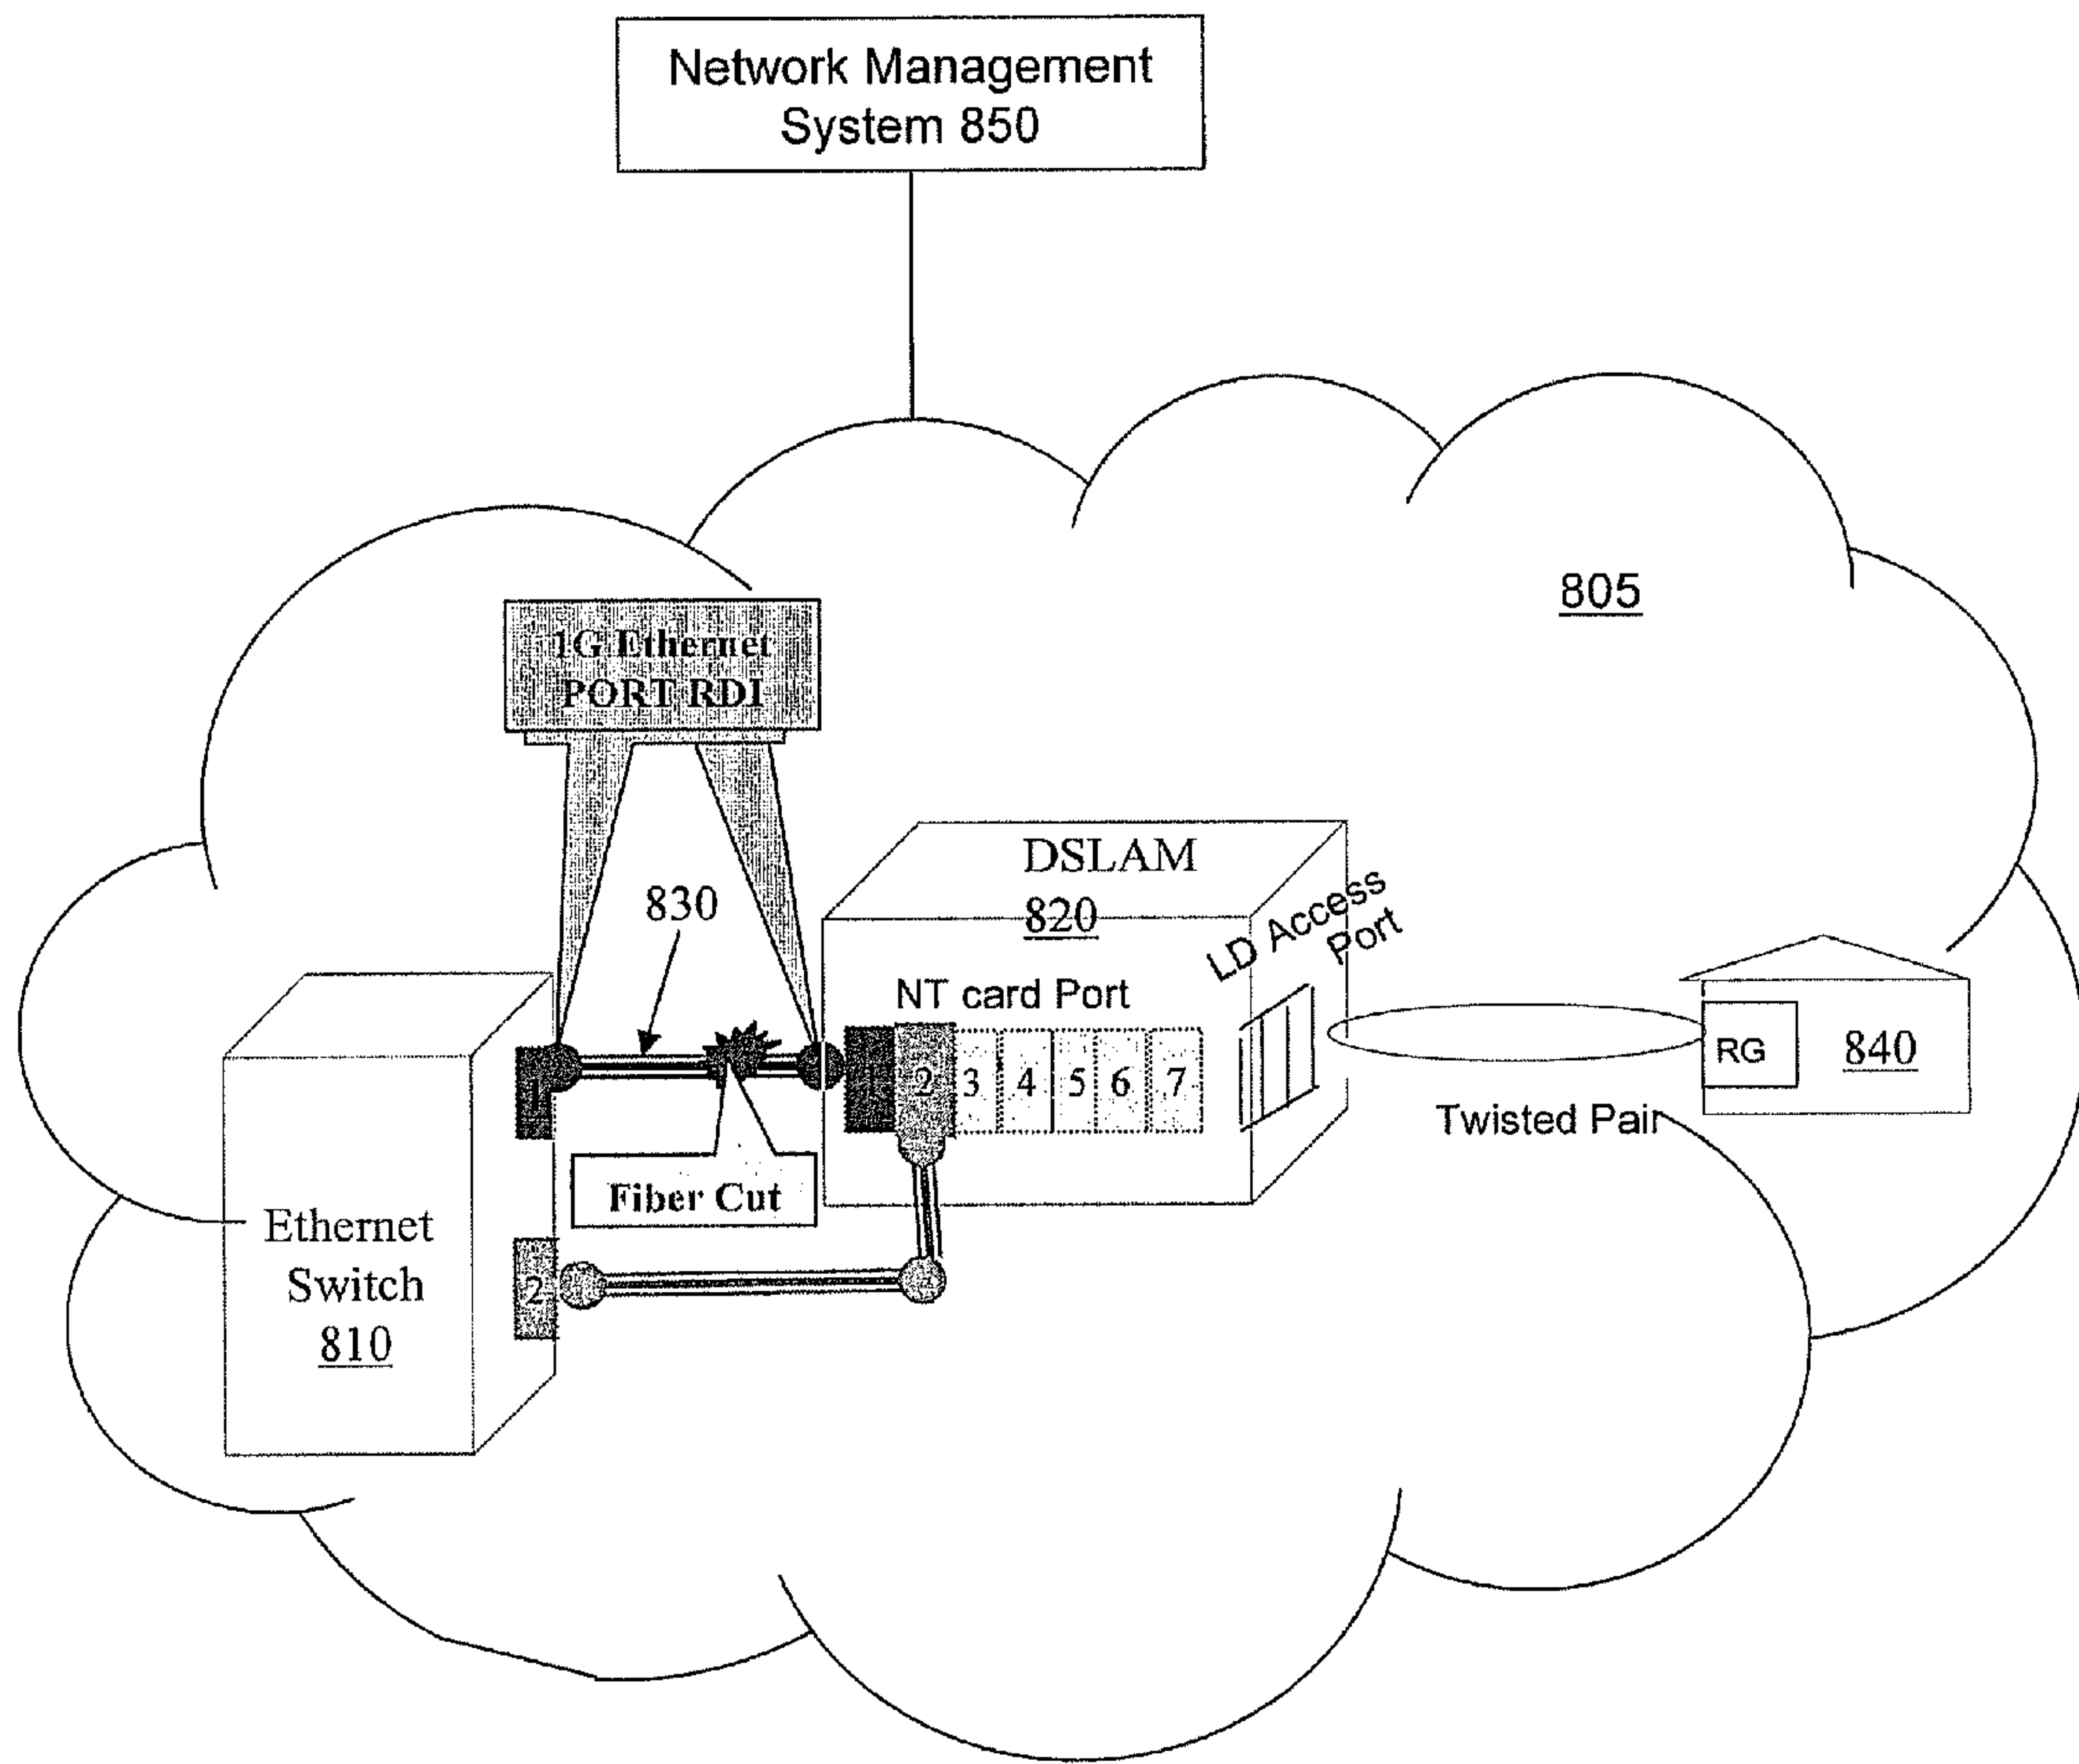 Network Management
System 850
805
1G Ethernet
PORT RDI
830
DSLAM
820
LD Access
Port
NT card Port
1
2 3 4 5 6 7
RG
840
Twisted Pair
Fiber Cut
Ethernet
Switch
810
2